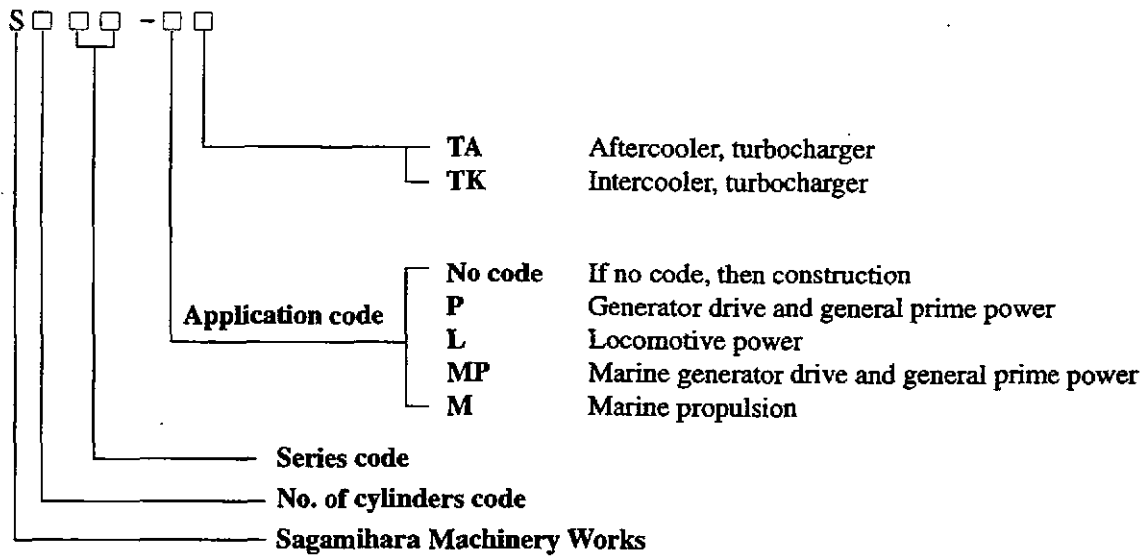 S□ □□ -□□
TA Aftercooler, turbocharger
TK Intercooler, turbocharger
No code If no code, then construction
P Generator drive and general prime power
Application code
L Locomotive power
MP Marine generator drive and general prime power
M Marine propulsion
Series code
No. of cylinders code
Sagamihara Machinery Works